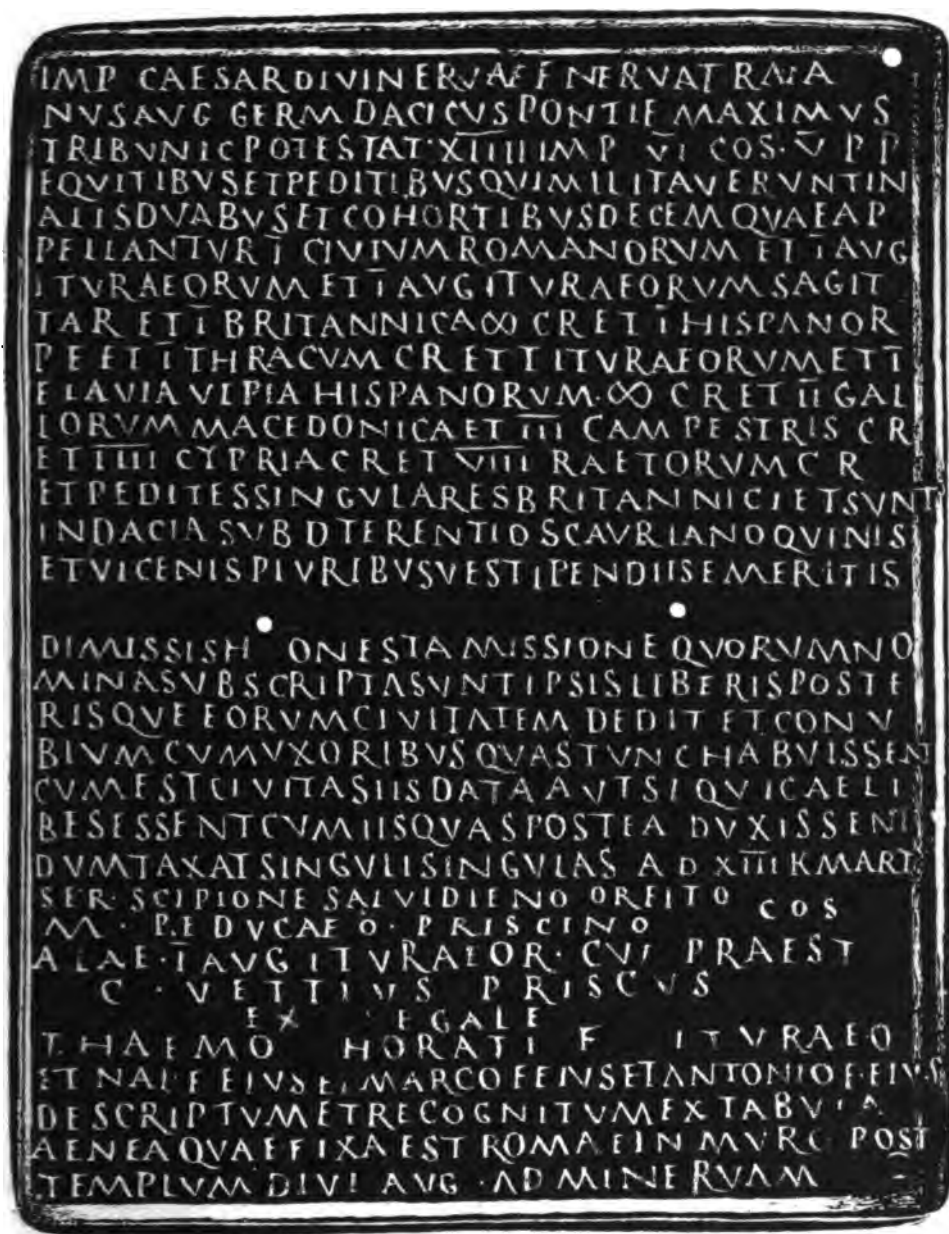 IMP CAESAR DIVI NERVAE F NERVA TRAIA
NVS AVG GERM DACICVS PONTIF MAXIMVS
TRIBVNIC POTESTAT·XIIII IMP VI COS·V P P
EQVITIBVS ET PEDITIBVS QVI MILITAVERVNT IN
ALIS DVABVS ET COHORTIBVS DECEM QVAE AP
PELLANTVR I CIVIVM ROMANORVM ET I AVG
ITVRAEORVM ET I AVG ITVRAEORVM SAGIT
TAR ET I BRITANNICA ∞ C R ET I HISPANOR
P E ET I THRACVM C R ET I ITVRAEORVM ET I
FLAVIA VLPIA HISPANORVM·∞ C R ET II GAL
LORVM MACEDONICA ET III CAMPESTRIS C R
ET IIII CYPRIA C R ET VIII RAETORVM C R
ET PEDITES SINGVLARES BRITANNICI ET SVNT
IN DACIA SVB D TERENTIO SCAVRIANO QVINIS
ET VICENIS PLVRIBVSVE STIPENDIIS EMERITIS
DIMISSIS H ONESTA MISSIONE QVORVM NO
MINA SVBSCRIPTA SVNT IPSIS LIBERIS POSTE
RISQVE EORVM CIVITATEM DEDIT ET CONV
BIVM CVM VXORIBVS QVAS TVNC HABVISSENT
CVM EST CIVITAS IIS DATA AVT SI QVI CAELI
BES ESSENT CVM IIS QVAS POSTEA DVXISSENT
DVMTAXAT SINGVLI SINGVLAS A D XIII K MART
SER·SCIPIONE SALVIDIENO ORFITO COS
M · PEDVCAEO · PRISCINO
ALAE·I AVG ITVRAEOR·CVI PRAEST
C · VETTIVS PRISCVS
EX EGALE
THAEMO HORATI F ITVRAEO
ET NAL F EIVS ET MARCO F EIVS ET ANTONIO F·EIVS
DESCRIPTVM ET RECOGNITVM EX TABVLA
AENEA QVAE FIXA EST ROMAE IN MVRO POST
TEMPLVM DIVI AVG · AD MINERVAM